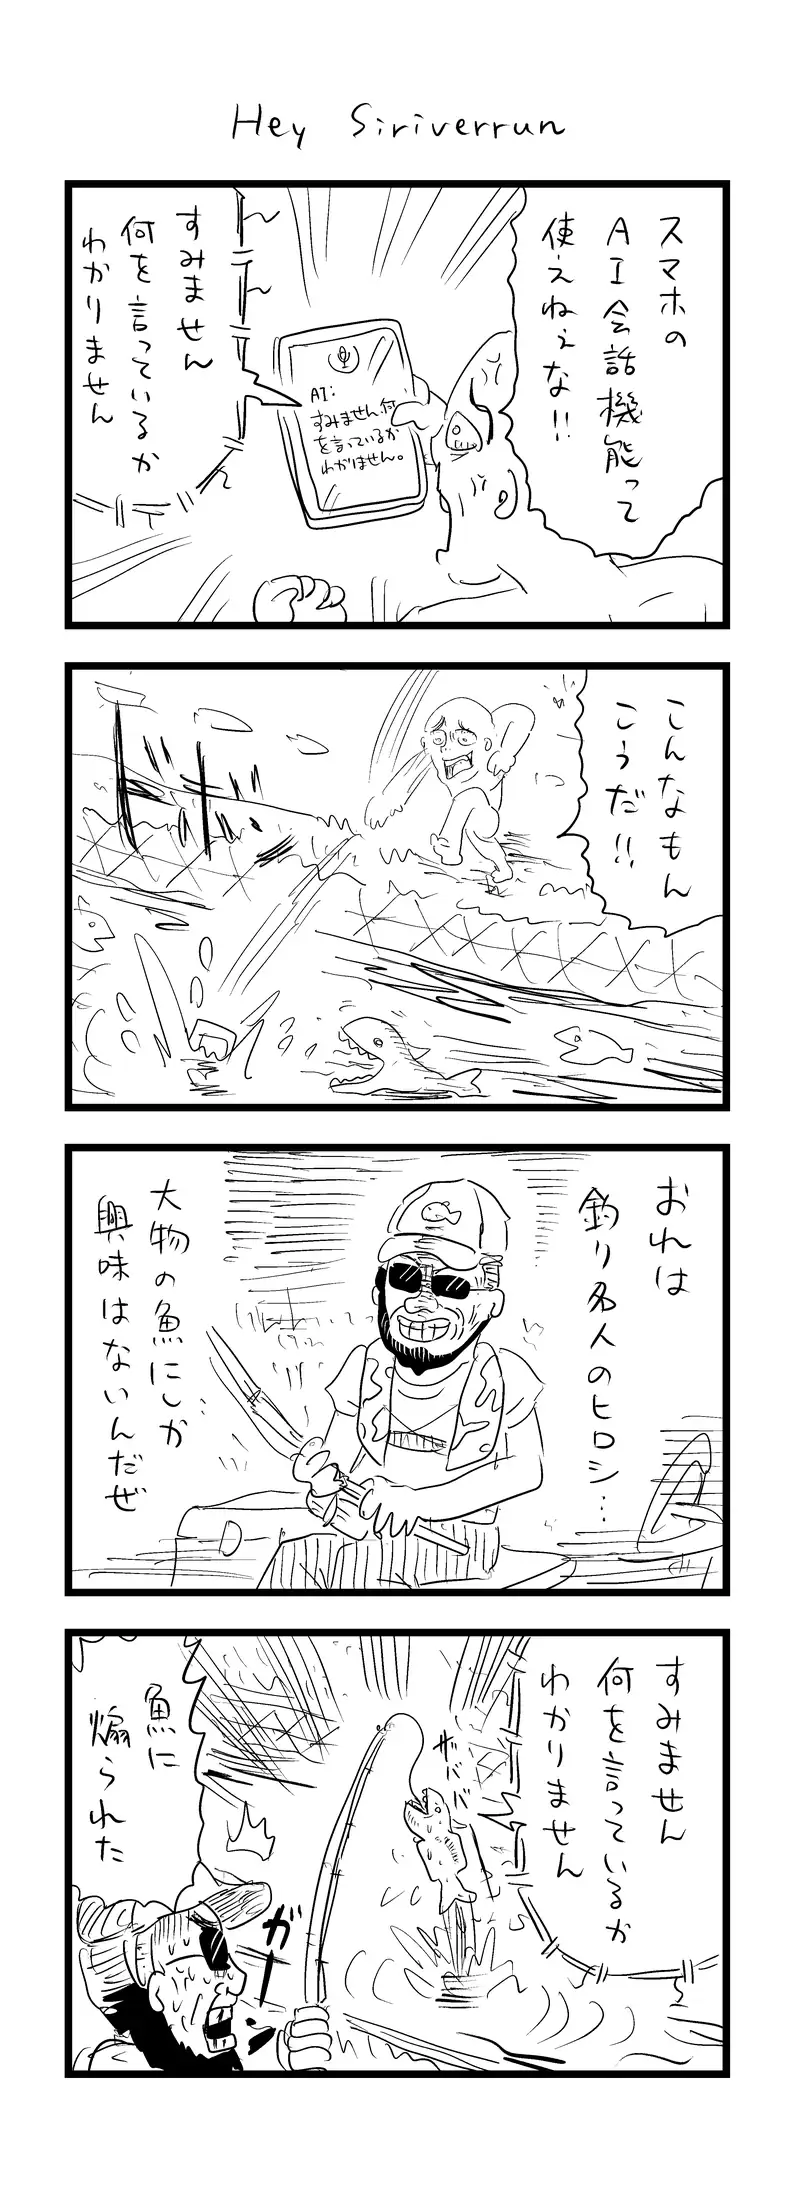 Hey Siriverrun
スマホの
AI会話機能って
使えねぇな!!
すみません
何を言っているか
わかりません
AI:
すみません何
を言っているか
わかりません。
こんなもん
こうだ!!
おれは
釣り名人のヒロシ…
大物の魚にしか
興味はないんだぜ
すみません
何を言っているか
わかりません
魚に
煽られた
ガーン